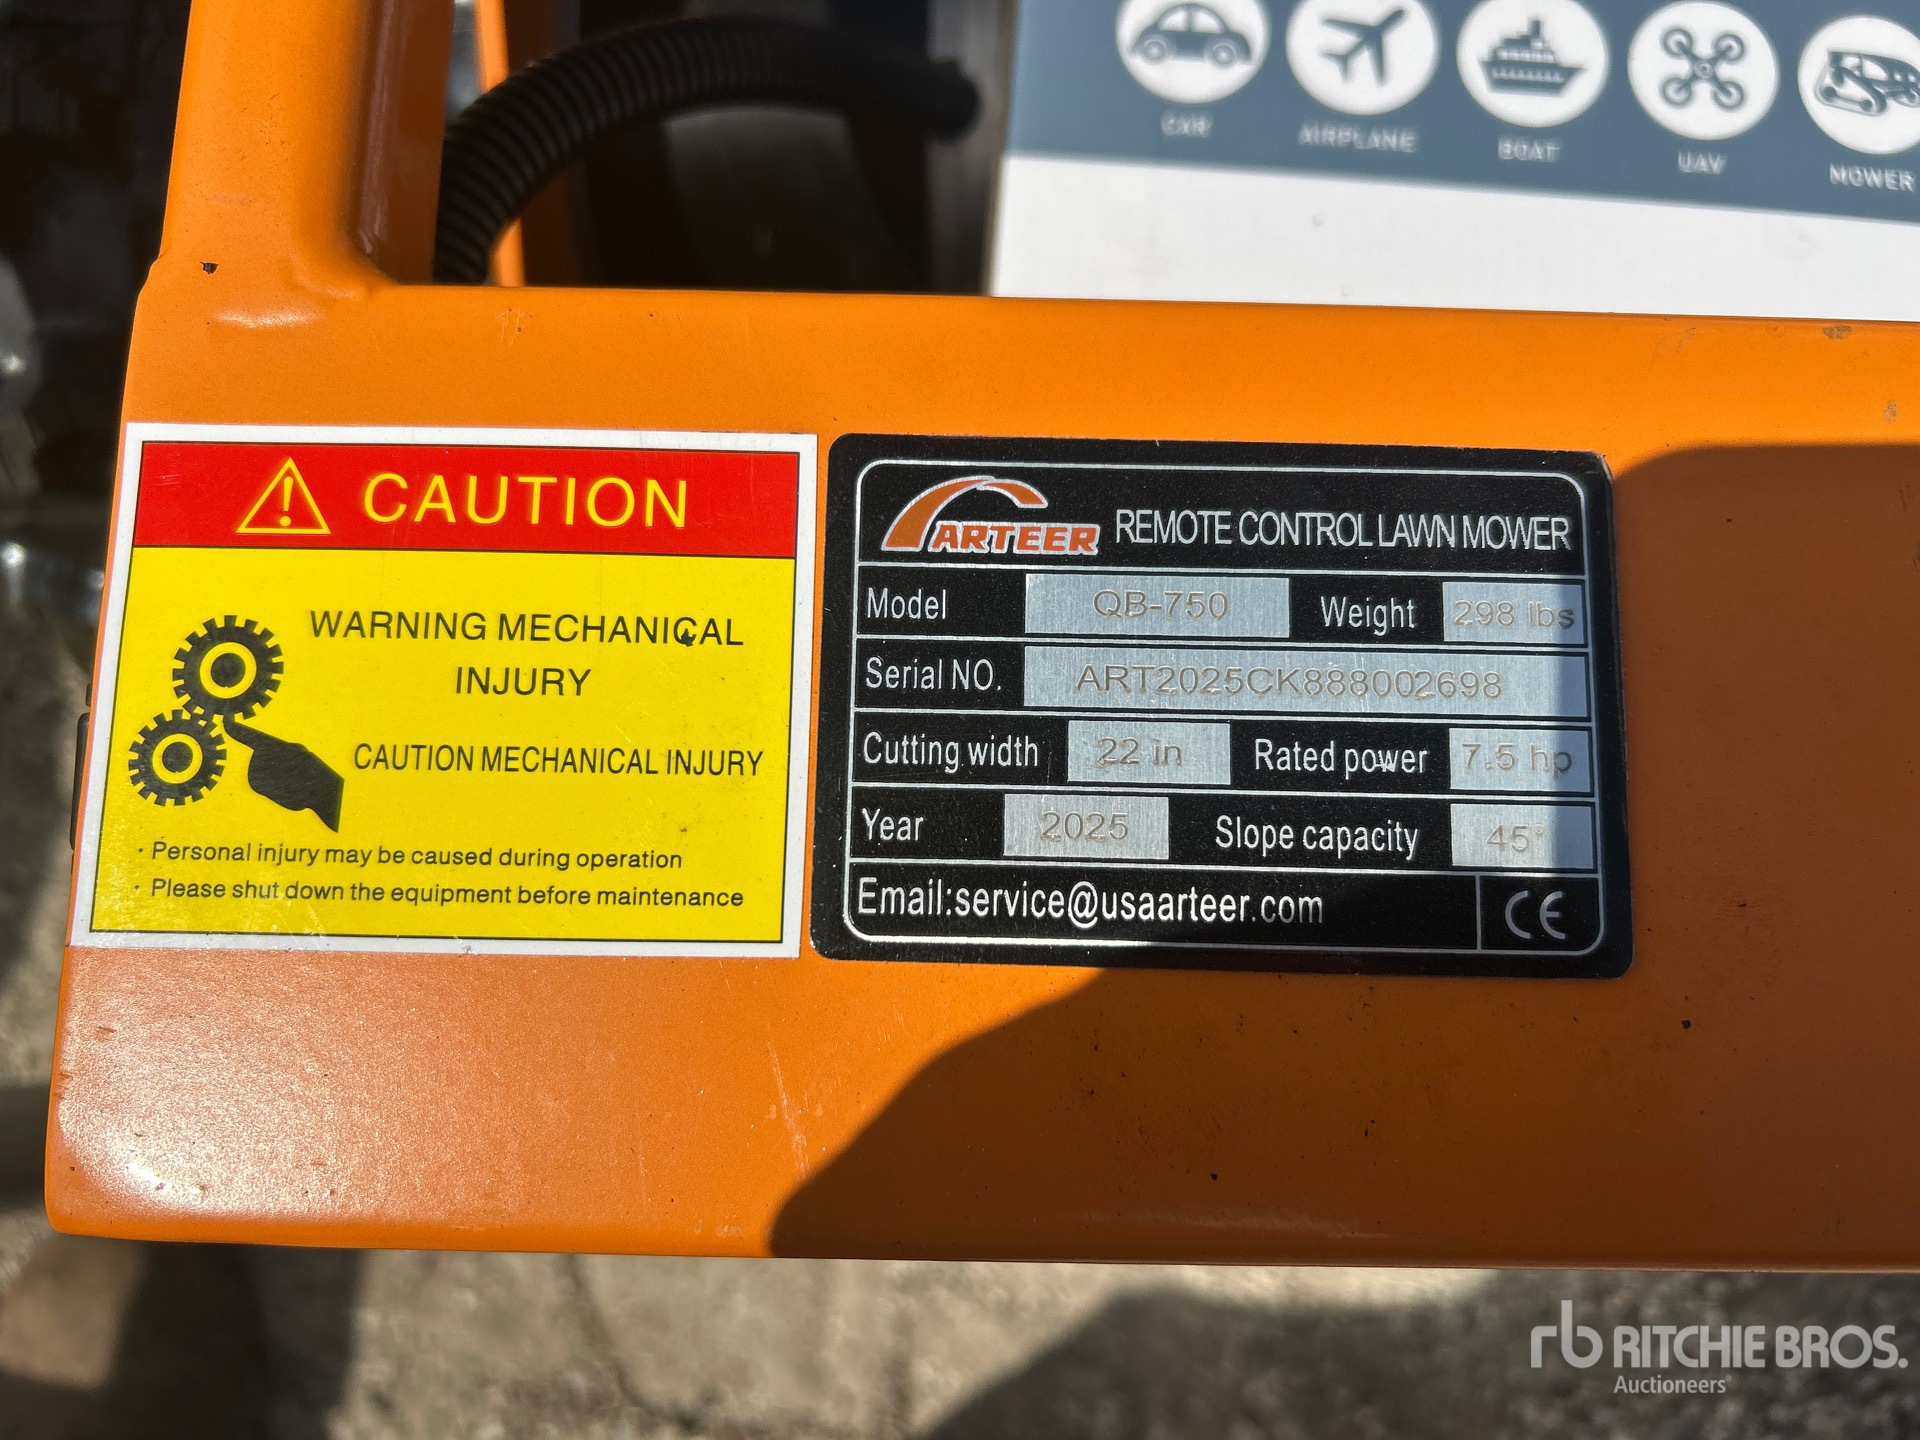 CAR AIRPLANE BOAT UAV MOWER
CAUTION
WARNING MECHANICAL
INJURY
CAUTION MECHANICAL INJURY
· Personal injury may be caused during operation
· Please shut down the equipment before maintenance
ARTEER REMOTE CONTROL LAWN MOWER
Model QB-750 Weight 298 lbs
Serial NO. ART2025CK888002698
Cutting width 22 in Rated power 7.5 hp
Year 2025 Slope capacity 45°
Email:service@usaarteer.com CE
rb RITCHIE BROS.
Auctioneers